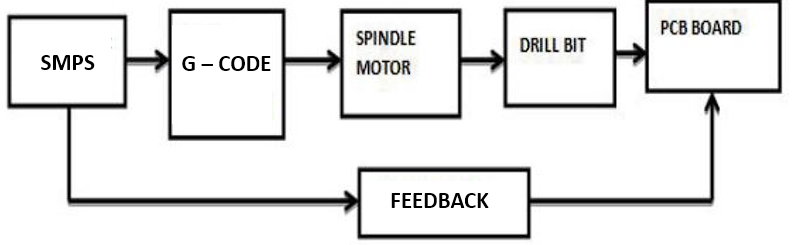 SMPS
G – CODE
SPINDLE
MOTOR
DRILL BIT
PCB BOARD
FEEDBACK